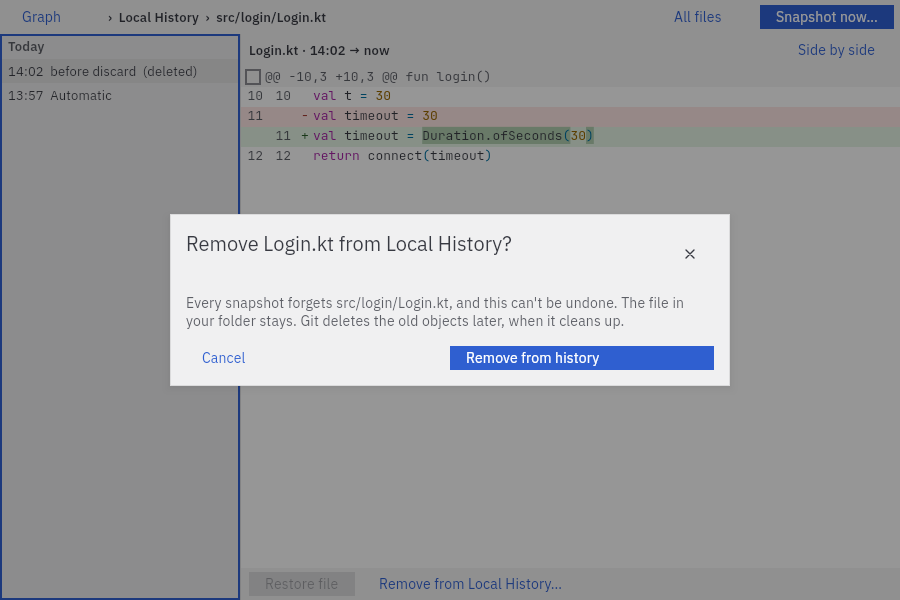 Graph › Local History › src/login/Login.kt All files Snapshot now...
Today
14:02 before discard (deleted)
13:57 Automatic
Login.kt · 14:02 → now Side by side
@@ -10,3 +10,3 @@ fun login()
10 10 val t = 30
11 - val timeout = 30
11 + val timeout = Duration.ofSeconds(30)
12 12 return connect(timeout)
Remove Login.kt from Local History?
Every snapshot forgets src/login/Login.kt, and this can't be undone. The file in
your folder stays. Git deletes the old objects later, when it cleans up.
Cancel Remove from history
Restore file Remove from Local History...